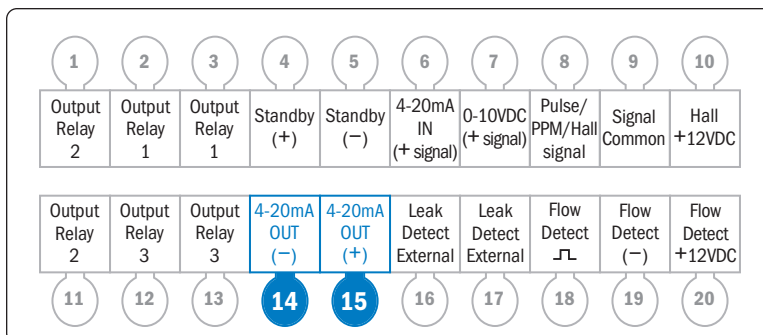 1 2 3 4 5 6 7 8 9 10
Output Relay 2
Output Relay 1
Output Relay 1
Standby (+)
Standby (−)
4-20mA IN (+ signal)
0-10VDC (+ signal)
Pulse/ PPM/Hall signal
Signal Common
Hall +12VDC
Output Relay 2
Output Relay 3
Output Relay 3
4-20mA OUT (−)
4-20mA OUT (+)
Leak Detect External
Leak Detect External
Flow Detect
Flow Detect (−)
Flow Detect +12VDC
11 12 13 14 15 16 17 18 19 20